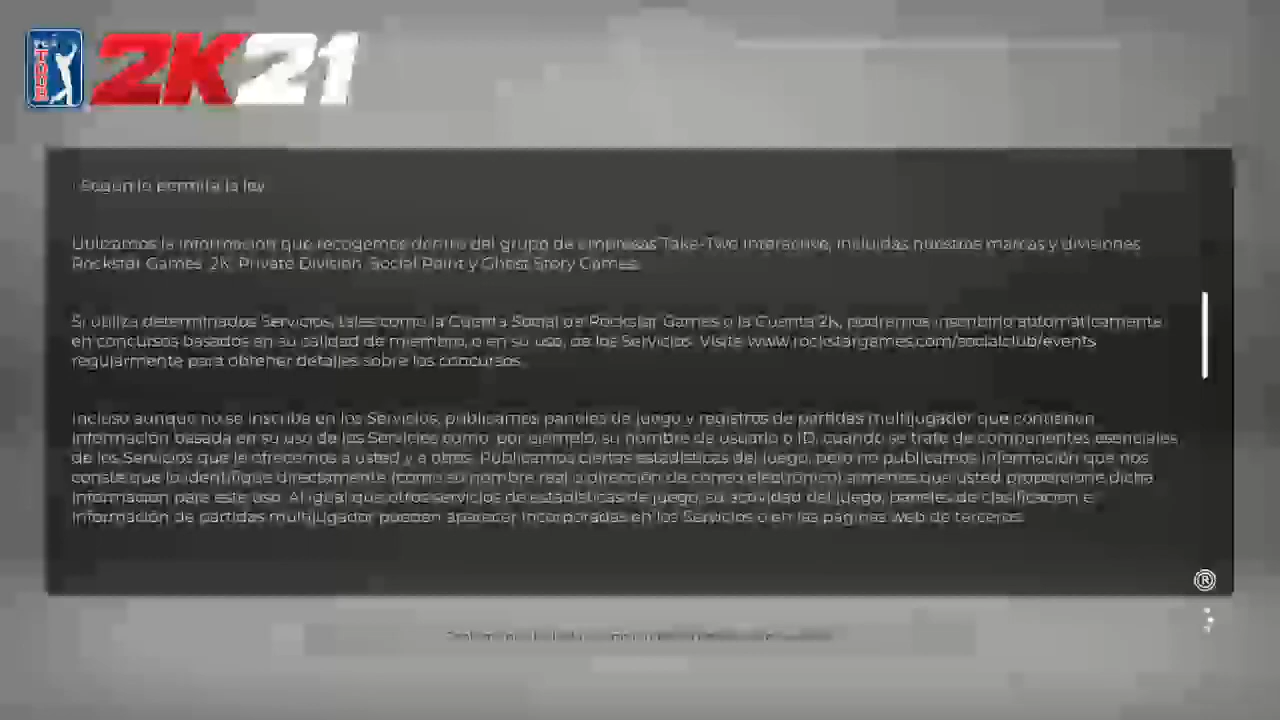 PGA TOUR 2K21
Según lo permita la ley
Utilizamos la información que recogemos dentro del grupo de empresas Take-Two Interactive, incluidas nuestras marcas y divisiones
Rockstar Games, 2K, Private Division, Social Point y Ghost Story Games.
Si utiliza determinados Servicios, tales como la Cuenta Social de Rockstar Games o la Cuenta 2K, podremos inscribirlo automáticamente
en concursos basados en su calidad de miembro, o en su uso, de los Servicios. Visite www.rockstargames.com/socialclub/events
regularmente para obtener detalles sobre los concursos.
Incluso aunque no se inscriba en los Servicios, publicamos paneles de juego y registros de partidas multijugador que contienen
información basada en su uso de los Servicios como, por ejemplo, su nombre de usuario o ID, cuando se trate de componentes esenciales
de los Servicios que le ofrecemos a usted y a otros. Publicamos ciertas estadísticas del juego, pero no publicamos información que nos
conste que lo identifique directamente (como su nombre real o dirección de correo electrónico) a menos que usted proporcione dicha
información para este uso. Al igual que otros servicios de estadísticas de juego, su actividad del juego, paneles de clasificación e
información de partidas multijugador pueden aparecer incorporadas en los Servicios o en las páginas web de terceros.
®